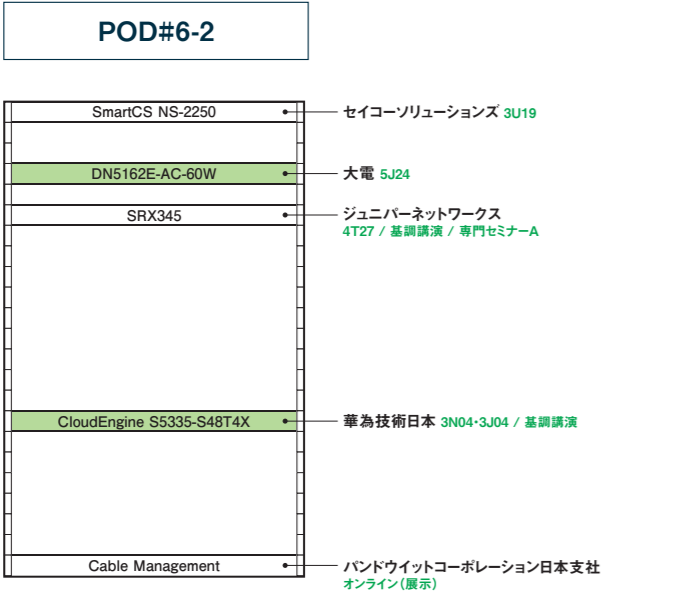 POD#6-2
SmartCS NS-2250
セイコーソリューションズ 3U19
DN5162E-AC-60W
大電 5J24
SRX345
ジュニパーネットワークス
4T27 / 基調講演 / 専門セミナーA
CloudEngine S5335-S48T4X
華為技術日本 3N04・3J04 / 基調講演
Cable Management
パンドウイットコーポレーション日本支社
オンライン(展示)